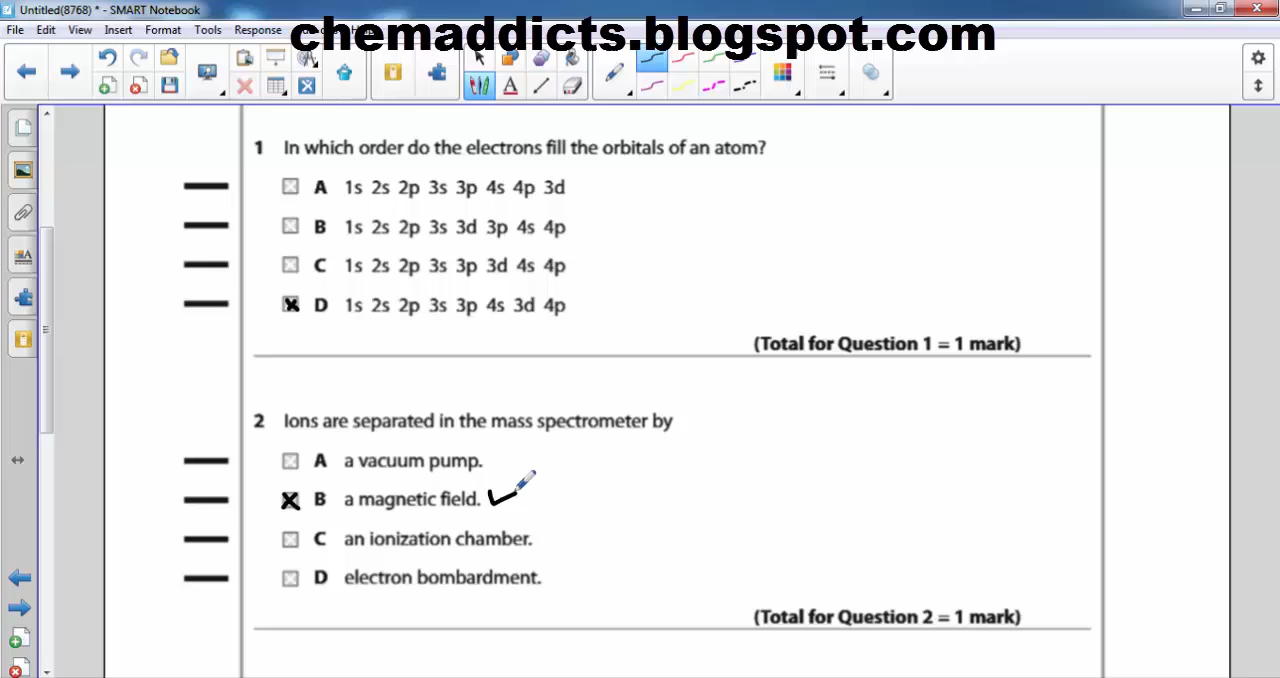 Untitled(8768) * - SMART Notebook
File Edit View Insert Format Tools Response
chemaddicts.blogspot.com
1 In which order do the electrons fill the orbitals of an atom?
A 1s 2s 2p 3s 3p 4s 4p 3d
B 1s 2s 2p 3s 3d 3p 4s 4p
C 1s 2s 2p 3s 3p 3d 4s 4p
D 1s 2s 2p 3s 3p 4s 3d 4p
(Total for Question 1 = 1 mark)
2 Ions are separated in the mass spectrometer by
A a vacuum pump.
B a magnetic field.
C an ionization chamber.
D electron bombardment.
(Total for Question 2 = 1 mark)